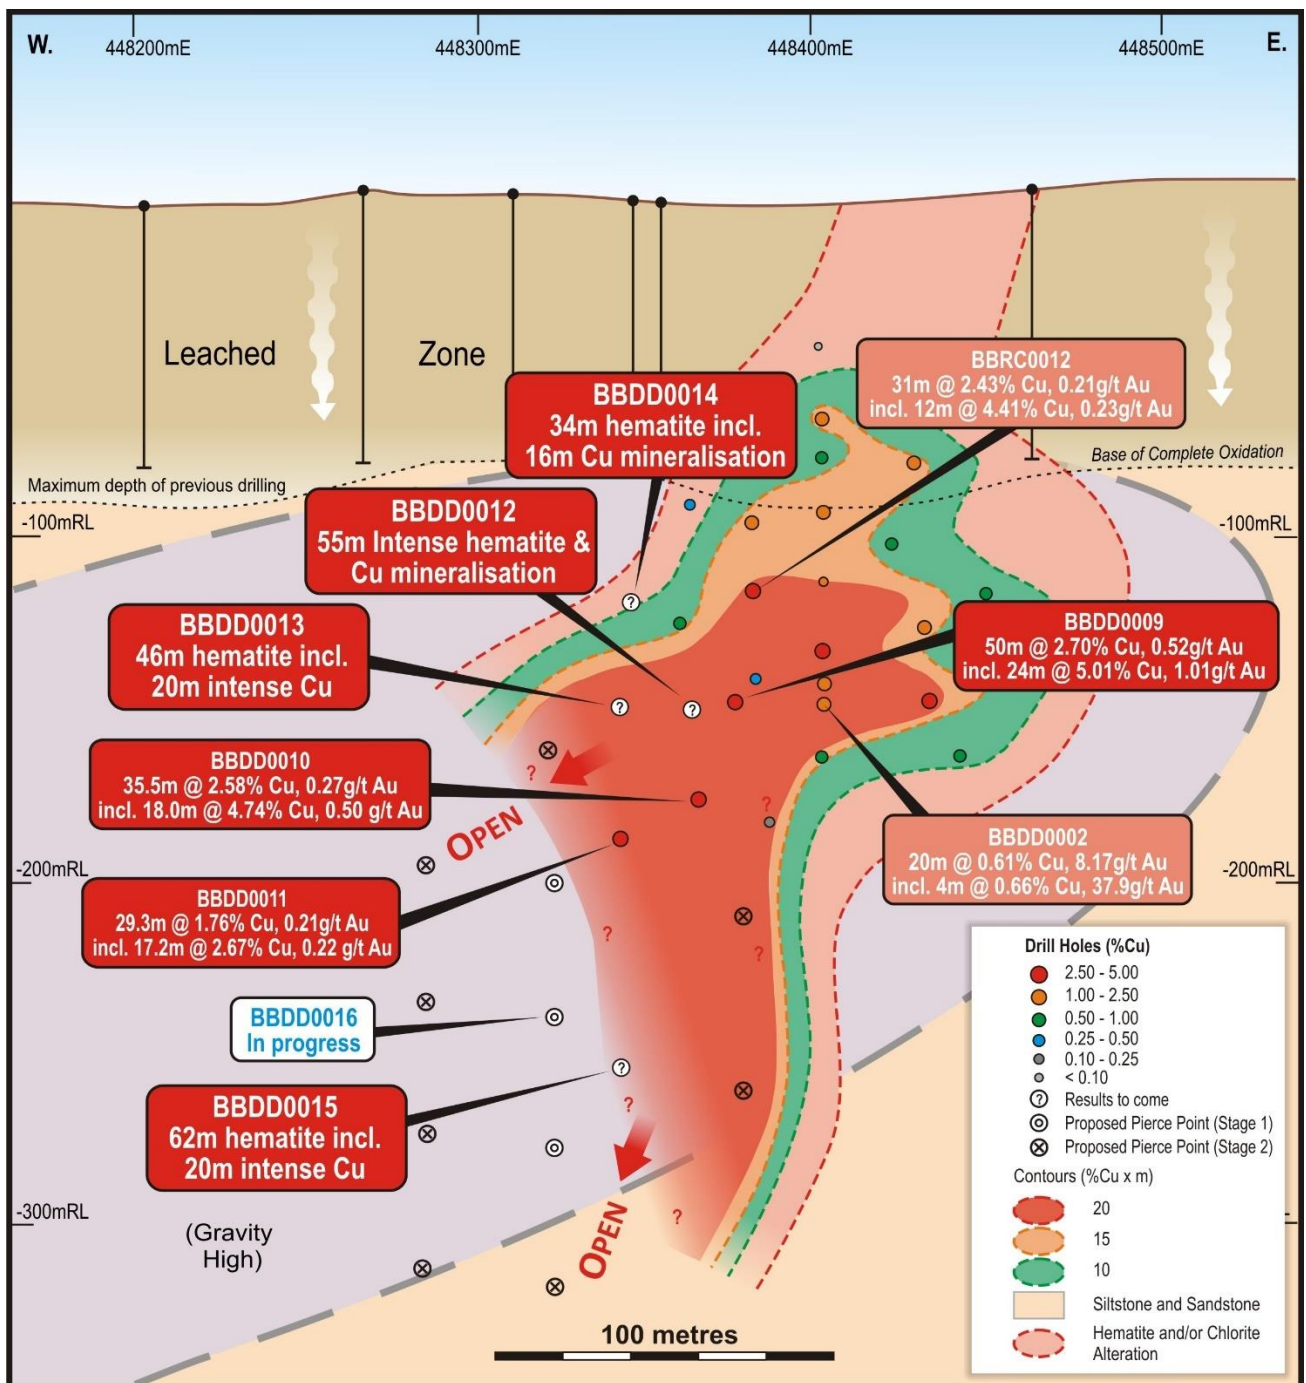 W.
448200mE
448300mE
448400mE
448500mE
E.
Leached Zone
BBRC0012
31m @ 2.43% Cu, 0.21g/t Au
incl. 12m @ 4.41% Cu, 0.23g/t Au
BBDD0014
34m hematite incl.
16m Cu mineralisation
Base of Complete Oxidation
Maximum depth of previous drilling
-100mRL
-100mRL
BBDD0012
55m Intense hematite &
Cu mineralisation
BBDD0013
46m hematite incl.
20m intense Cu
BBDD0009
50m @ 2.70% Cu, 0.52g/t Au
incl. 24m @ 5.01% Cu, 1.01g/t Au
BBDD0010
35.5m @ 2.58% Cu, 0.27g/t Au
incl. 18.0m @ 4.74% Cu, 0.50 g/t Au
OPEN
BBDD0002
20m @ 0.61% Cu, 8.17g/t Au
incl. 4m @ 0.66% Cu, 37.9g/t Au
-200mRL
-200mRL
BBDD0011
29.3m @ 1.76% Cu, 0.21g/t Au
incl. 17.2m @ 2.67% Cu, 0.22 g/t Au
BBDD0016
In progress
BBDD0015
62m hematite incl.
20m intense Cu
? ? ? ? ? ? ? ? ? ? ?
-300mRL
(Gravity
High)
OPEN
100 metres
Drill Holes (%Cu)
2.50 - 5.00
1.00 - 2.50
0.50 - 1.00
0.25 - 0.50
0.10 - 0.25
< 0.10
? Results to come
Proposed Pierce Point (Stage 1)
Proposed Pierce Point (Stage 2)
Contours (%Cu x m)
20
15
10
Siltstone and Sandstone
Hematite and/or Chlorite
Alteration